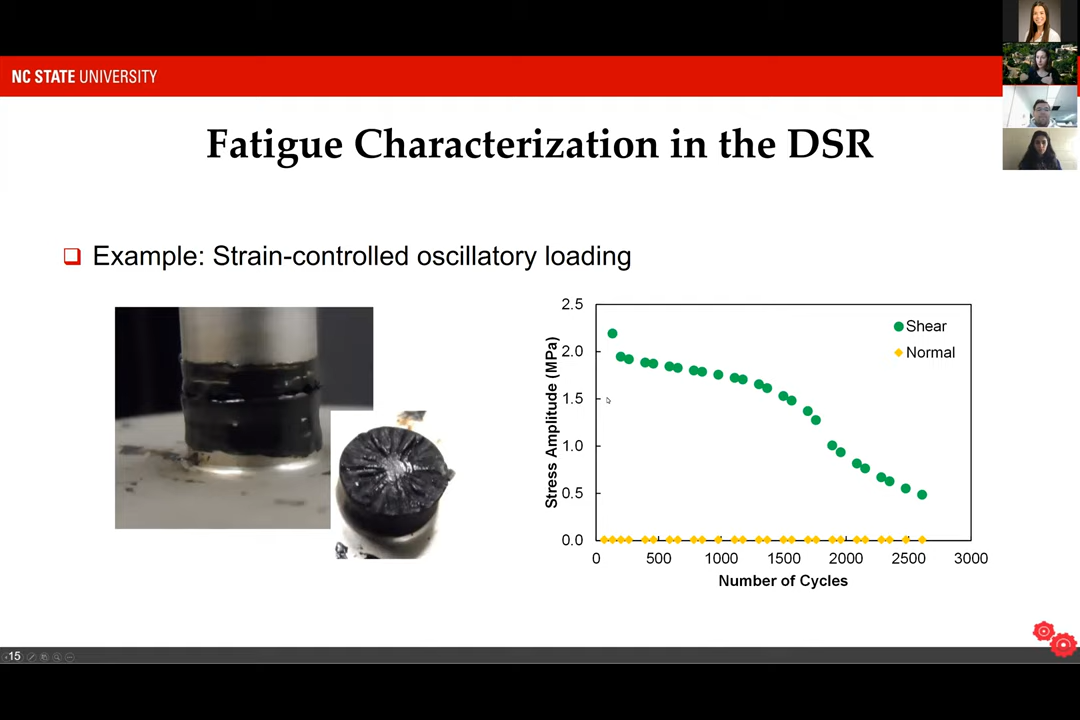 NC STATE UNIVERSITY
Fatigue Characterization in the DSR
Example: Strain-controlled oscillatory loading
2.5
2.0
1.5
1.0
0.5
0.0
Stress Amplitude (MPa)
Shear
Normal
0 500 1000 1500 2000 2500 3000
Number of Cycles
15